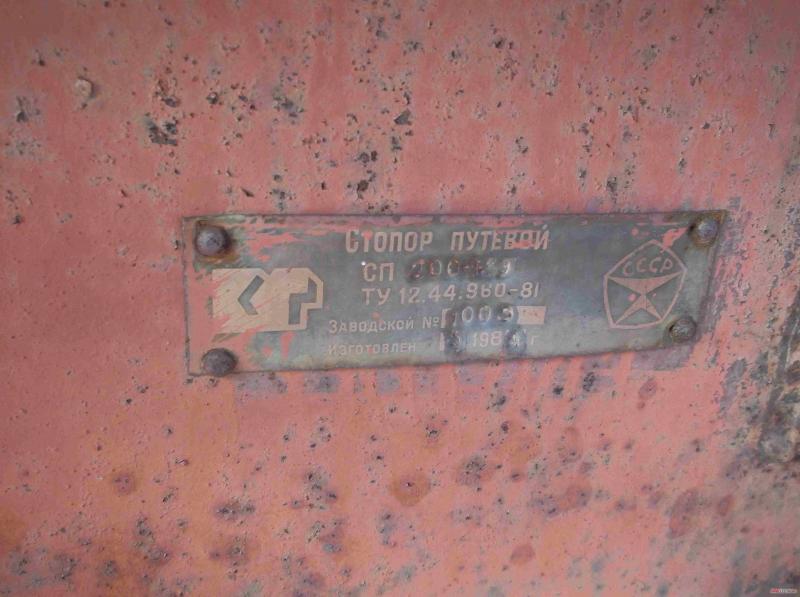 СТОПОР ПУТЕВОЙ
СП
ТУ 12.44.960-81
ЗАВОДСКОЙ №
ИЗГОТОВЛЕН г
СССР